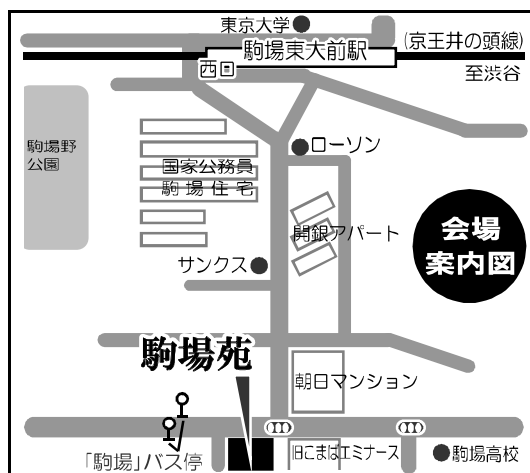 東京大学
駒場東大前駅
(京王井の頭線)
西口
至渋谷
駒場野
公園
ローソン
国家公務員
駒場住宅
開銀アパート
会場
案内図
サンクス
駒場苑
朝日マンション
「駒場」バス停
旧こまばエミナース
駒場高校